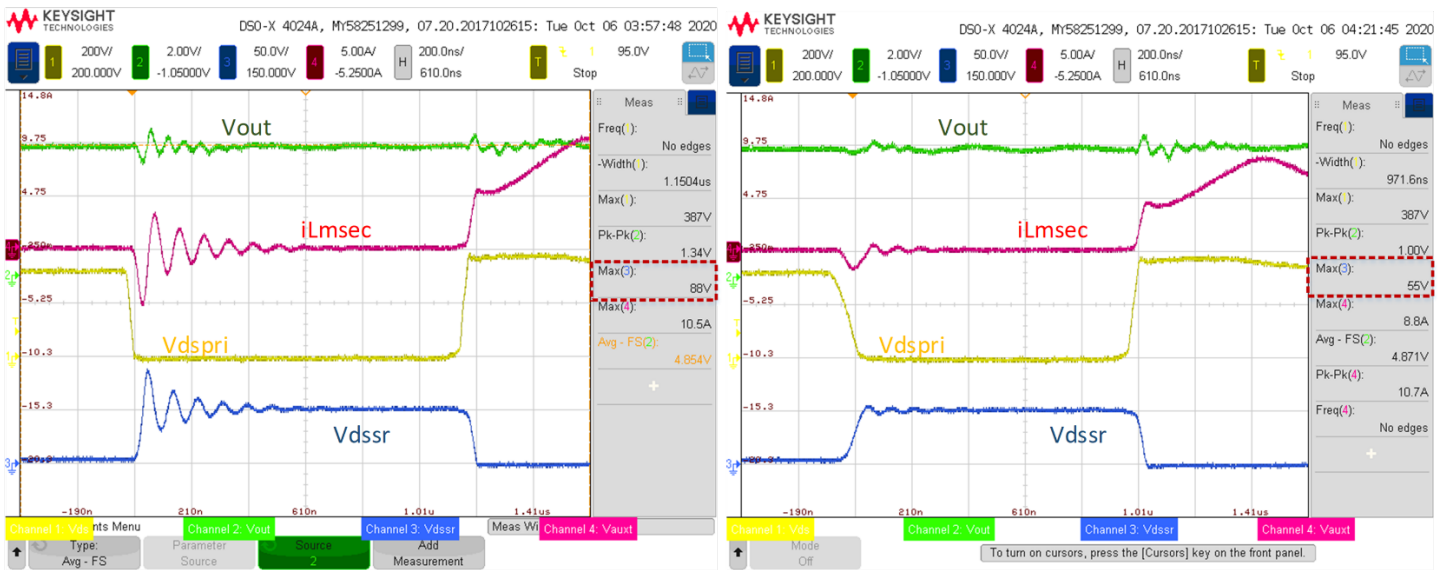 KEYSIGHT
TECHNOLOGIES
DSO-X 4024A, MY58251299, 07.20.2017102615: Tue Oct 06 03:57:48 2020
1 200V/ 2 2.00V/ 3 50.0V/ 4 5.00A/ H 200.0ns/ T 1 95.0V
200.000V -1.05000V 150.000V -5.2500A 610.0ns Stop
14.8A
9.75
4.75
-250m
-5.25
-10.3
-15.3
-20.3
Vout
iLmsec
Vdspri
Vdssr
-190n 210n 610n 1.01u 1.41u
Meas
Freq(1):
No edges
-Width(1):
1.1504us
Max(1):
387V
Pk-Pk(2):
1.34V
Max(3):
88V
Max(4):
10.5A
Avg - FS(2):
4.854V
Channel 1: Vds
nts Menu
Channel 2: Vout
Channel 3: Vdssr
Meas Wi
Channel 4: Vauxt
Type:
Avg - FS
Parameter
Source
Source
2
Add
Measurement
KEYSIGHT
TECHNOLOGIES
DSO-X 4024A, MY58251299, 07.20.2017102615: Tue Oct 06 04:21:45 2020
1 200V/ 2 2.00V/ 3 50.0V/ 4 5.00A/ H 200.0ns/ T 1 95.0V
200.000V -1.05000V 150.000V -5.2500A 610.0ns Stop
14.8A
9.75
4.75
-250m
-5.25
-10.3
-15.3
-20.3
Vout
iLmsec
Vdspri
Vdssr
-190n 210n 610n 1.01u 1.41u
Meas
Freq(1):
No edges
-Width(1):
971.6ns
Max(1):
387V
Pk-Pk(2):
1.00V
Max(3):
55V
Max(4):
8.8A
Avg - FS(2):
4.871V
Pk-Pk(4):
10.7A
Freq(4):
No edges
Channel 1: Vds
Channel 2: Vout
Channel 3: Vdssr
Channel 4: Vauxt
Mode
Off
To turn on cursors, press the [Cursors] key on the front panel.